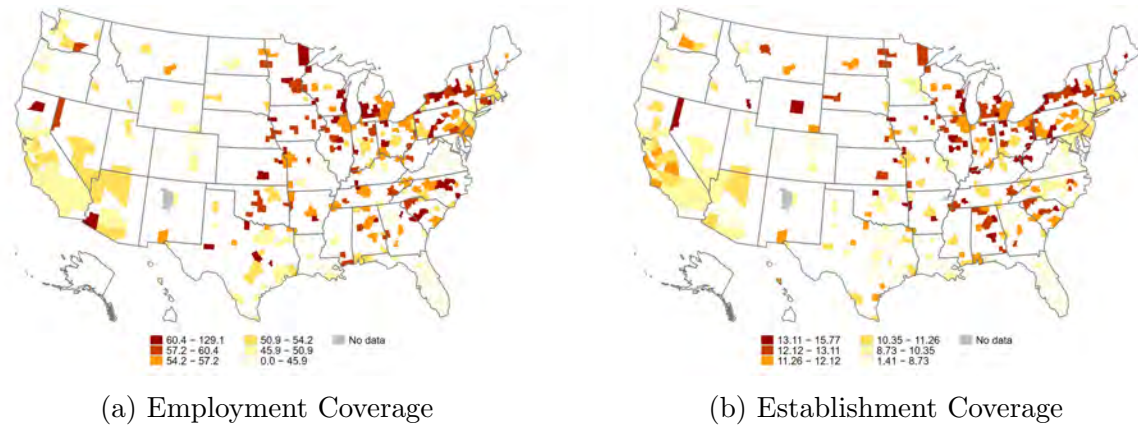 60.4 − 129.1
57.2 − 60.4
54.2 − 57.2
50.9 − 54.2
45.9 − 50.9
0.0 − 45.9
No data
13.11 − 15.77
12.12 − 13.11
11.26 − 12.12
10.35 − 11.26
8.73 − 10.35
1.41 − 8.73
No data
(a) Employment Coverage
(b) Establishment Coverage